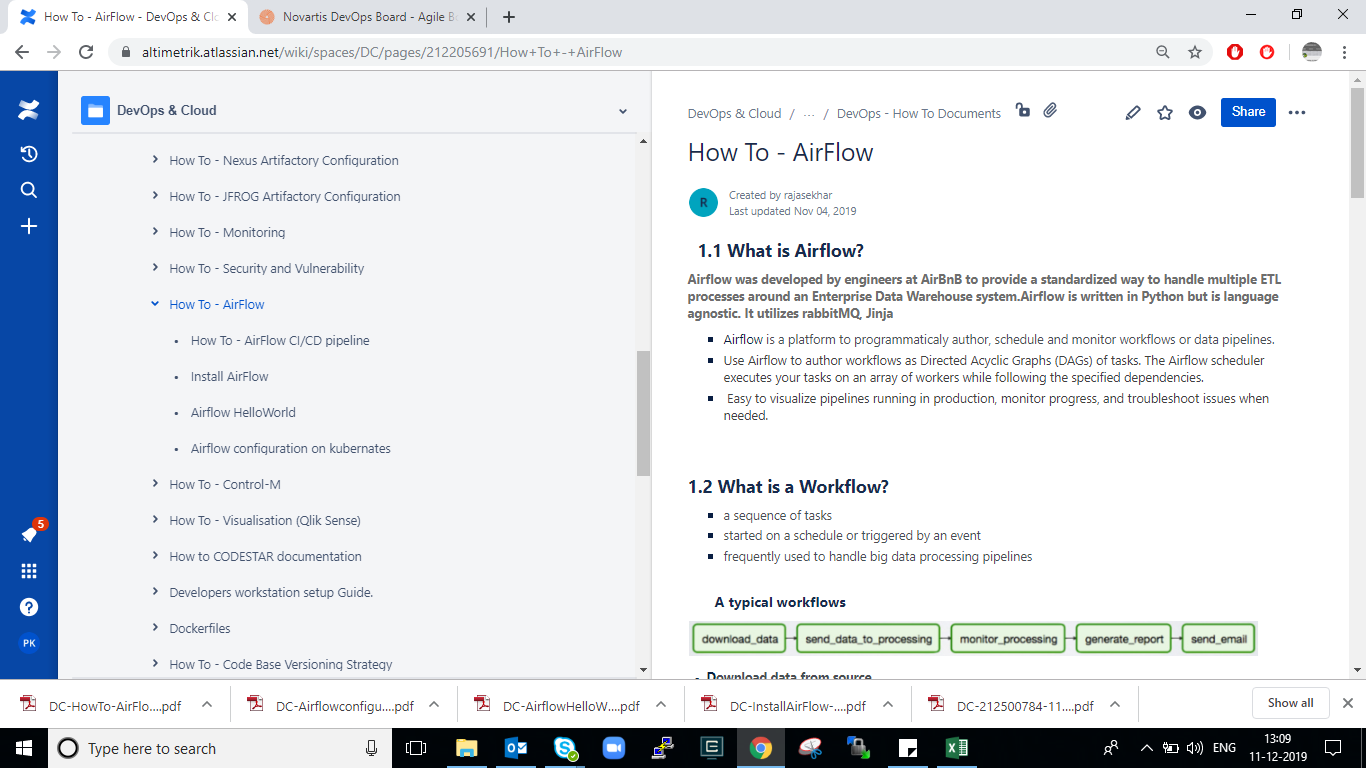 How To - AirFlow - DevOps & Clo
Novartis DevOps Board - Agile B
altimetrik.atlassian.net/wiki/spaces/DC/pages/212205691/How+To+-+AirFlow
DevOps & Cloud
How To - Nexus Artifactory Configuration
How To - JFROG Artifactory Configuration
How To - Monitoring
How To - Security and Vulnerability
How To - AirFlow
• How To - AirFlow CI/CD pipeline
• Install AirFlow
• Airflow HelloWorld
• Airflow configuration on kubernates
How To - Control-M
How To - Visualisation (Qlik Sense)
How to CODESTAR documentation
Developers workstation setup Guide.
Dockerfiles
How To - Code Base Versioning Strategy
5
PK
DevOps & Cloud / ... / DevOps - How To Documents
Share
How To - AirFlow
R
Created by rajasekhar
Last updated Nov 04, 2019
1.1 What is Airflow?
Airflow was developed by engineers at AirBnB to provide a standardized way to handle multiple ETL
processes around an Enterprise Data Warehouse system.Airflow is written in Python but is language
agnostic. It utilizes rabbitMQ, Jinja
▪ Airflow is a platform to programmaticaly author, schedule and monitor workflows or data pipelines.
▪ Use Airflow to author workflows as Directed Acyclic Graphs (DAGs) of tasks. The Airflow scheduler
executes your tasks on an array of workers while following the specified dependencies.
▪ Easy to visualize pipelines running in production, monitor progress, and troubleshoot issues when
needed.
1.2 What is a Workflow?
▪ a sequence of tasks
▪ started on a schedule or triggered by an event
▪ frequently used to handle big data processing pipelines
A typical workflows
download_data send_data_to_processing monitor_processing generate_report send_email
• Download data from source
DC-HowTo-AirFlo....pdf
DC-Airflowconfigu....pdf
DC-AirflowHelloW....pdf
DC-InstallAirFlow-....pdf
DC-212500784-11....pdf
Show all
Type here to search
ENG
13:09
11-12-2019